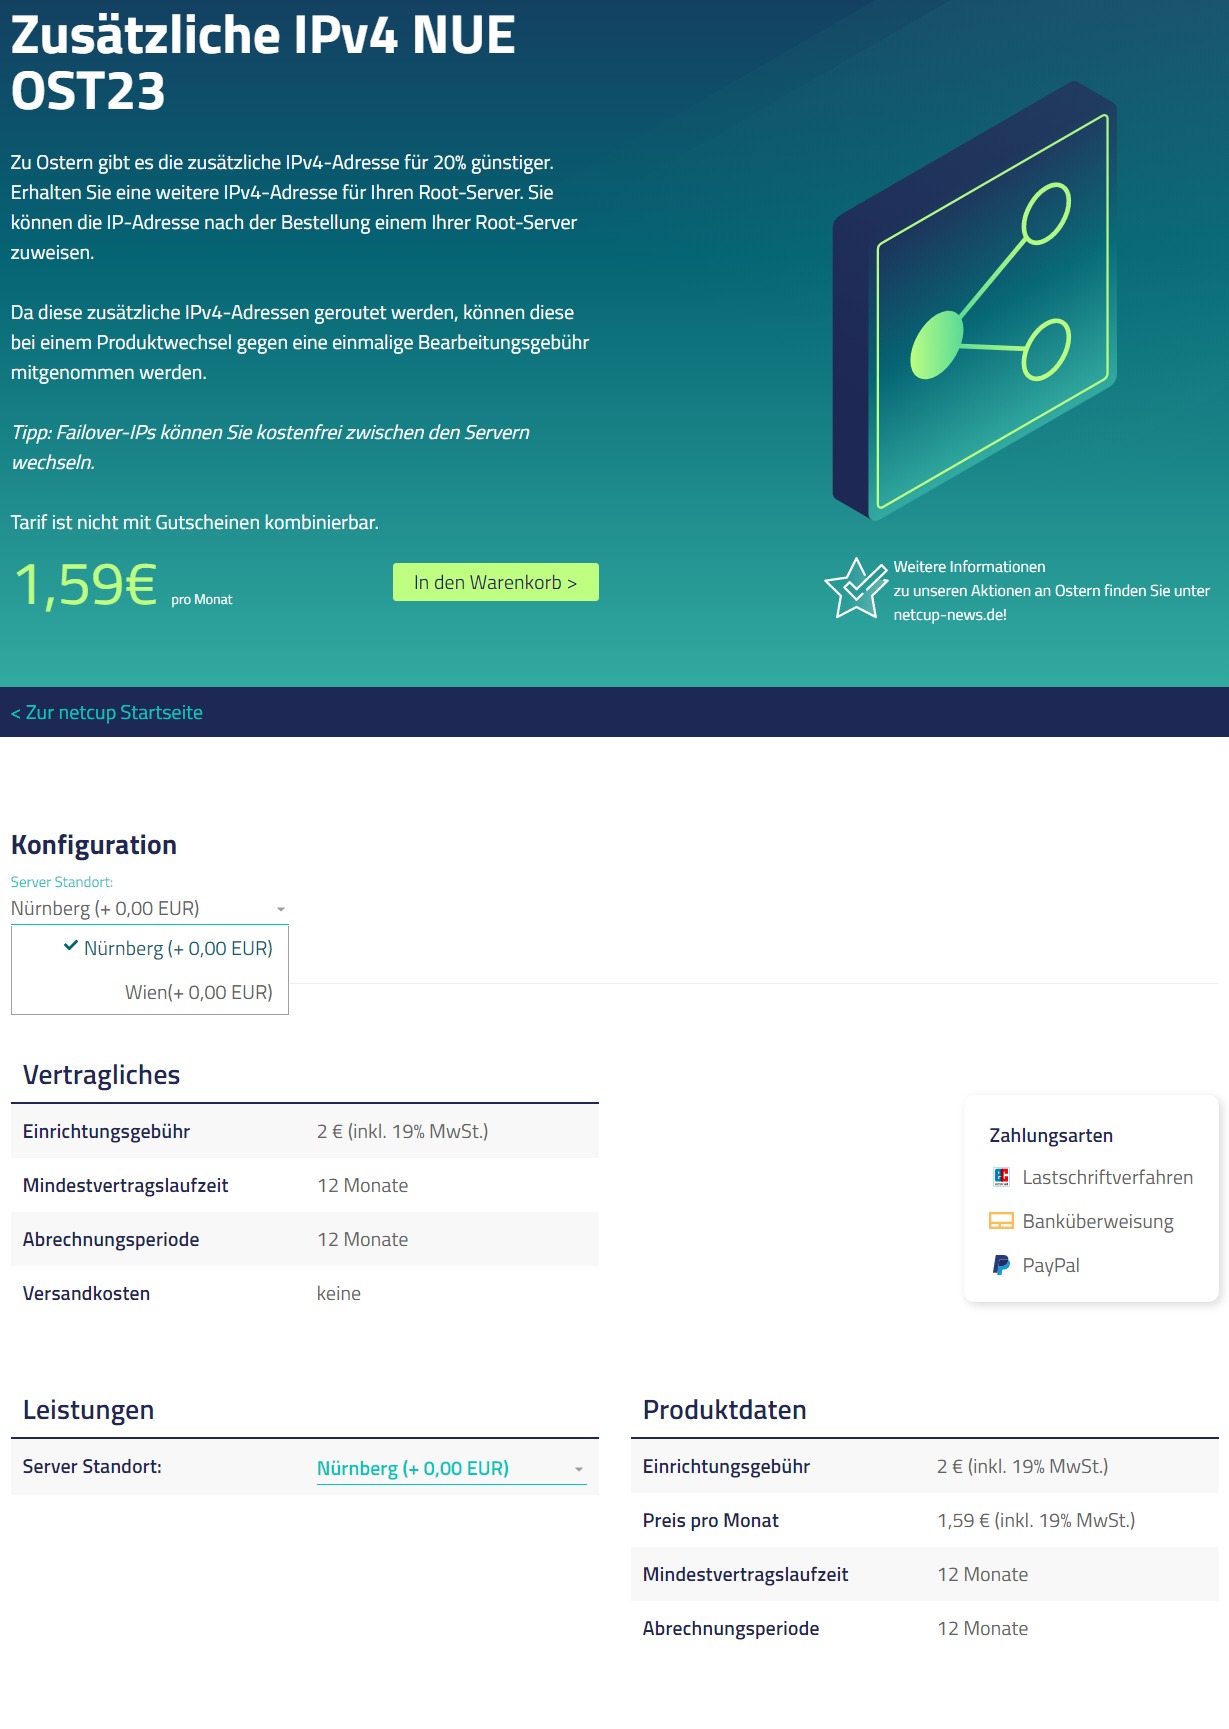 Zusätzliche IPv4 NUE
OST23
Zu Ostern gibt es die zusätzliche IPv4-Adresse für 20% günstiger.
Erhalten Sie eine weitere IPv4-Adresse für Ihren Root-Server. Sie
können die IP-Adresse nach der Bestellung einem Ihrer Root-Server
zuweisen.
Da diese zusätzliche IPv4-Adressen geroutet werden, können diese
bei einem Produktwechsel gegen eine einmalige Bearbeitungsgebühr
mitgenommen werden.
Tipp: Failover-IPs können Sie kostenfrei zwischen den Servern
wechseln.
Tarif ist nicht mit Gutscheinen kombinierbar.
1,59€ pro Monat
In den Warenkorb >
Weitere Informationen
zu unseren Aktionen an Ostern finden Sie unter
netcup-news.de!
< Zur netcup Startseite
Konfiguration
Server Standort:
Nürnberg (+ 0,00 EUR)
Nürnberg (+ 0,00 EUR)
Wien(+ 0,00 EUR)
Vertragliches
Einrichtungsgebühr 2 € (inkl. 19% MwSt.)
Mindestvertragslaufzeit 12 Monate
Abrechnungsperiode 12 Monate
Versandkosten keine
Zahlungsarten
Lastschriftverfahren
Banküberweisung
PayPal
Leistungen
Server Standort: Nürnberg (+ 0,00 EUR)
Produktdaten
Einrichtungsgebühr 2 € (inkl. 19% MwSt.)
Preis pro Monat 1,59 € (inkl. 19% MwSt.)
Mindestvertragslaufzeit 12 Monate
Abrechnungsperiode 12 Monate